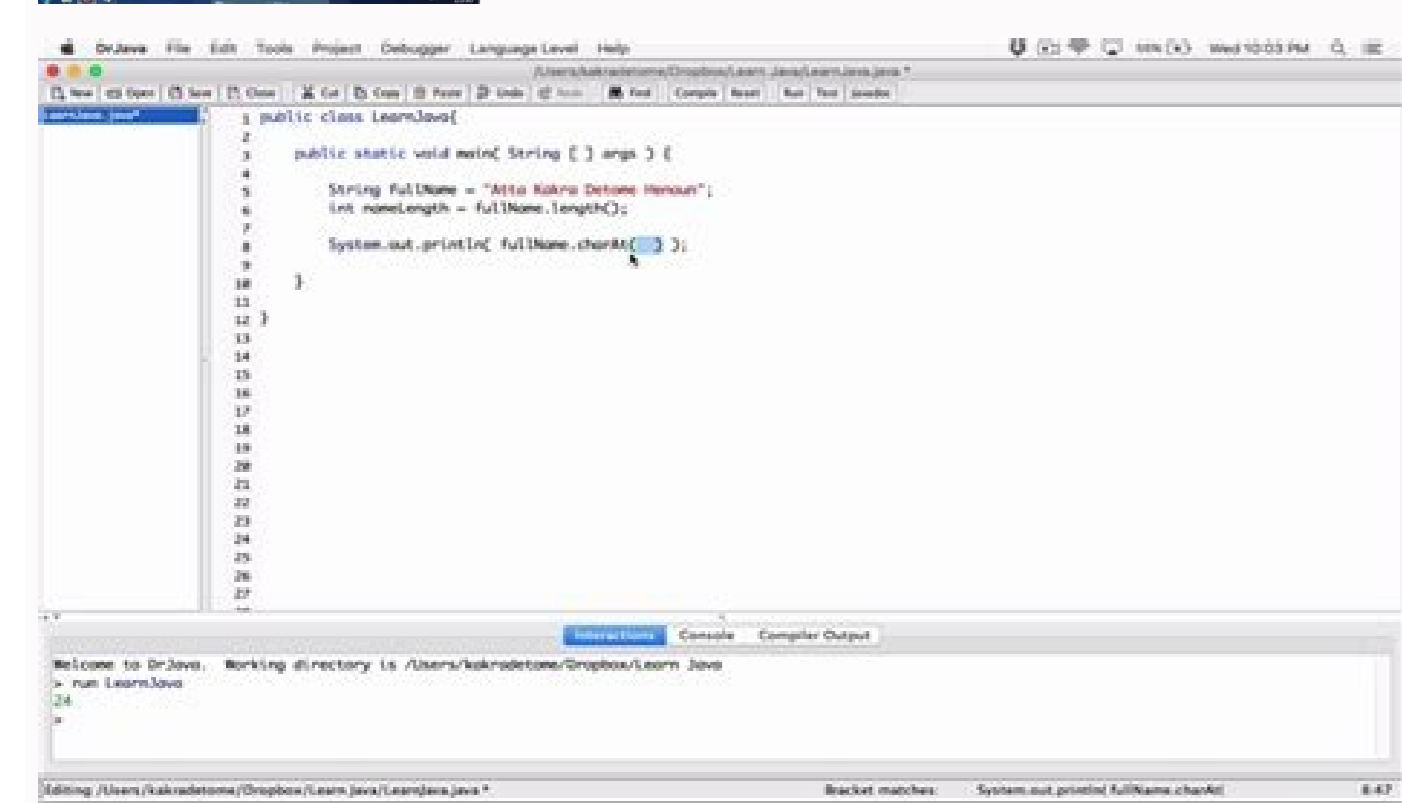 DrJava File Edit Tools Project Debugger Language Level Help Wed 10:03 PM
/Users/kakradetome/Dropbox/Learn Java/LearnJava.java *
New Open Save Close Cut Copy Paste Undo Find Compile Reset Run Test Javadoc
LearnJava.java*
1 public class LearnJava{
2
3 public static void main( String [ ] args ) {
4
5 String fullName = "Atta Kakra Detome Henoun";
6 int nameLength = fullName.length();
7
8 System.out.println( fullName.charAt(  ) );
9
10 }
11
12 }
13
14
15
16
17
18
19
20
21
22
23
24
25
26
27
Interactions Console Compiler Output
Welcome to DrJava. Working directory is /Users/kakradetome/Dropbox/Learn Java
> run LearnJava
24
>
Editing /Users/kakradetome/Dropbox/Learn Java/LearnJava.java * Bracket matches: System.out.println( fullName.charAt( 8:47